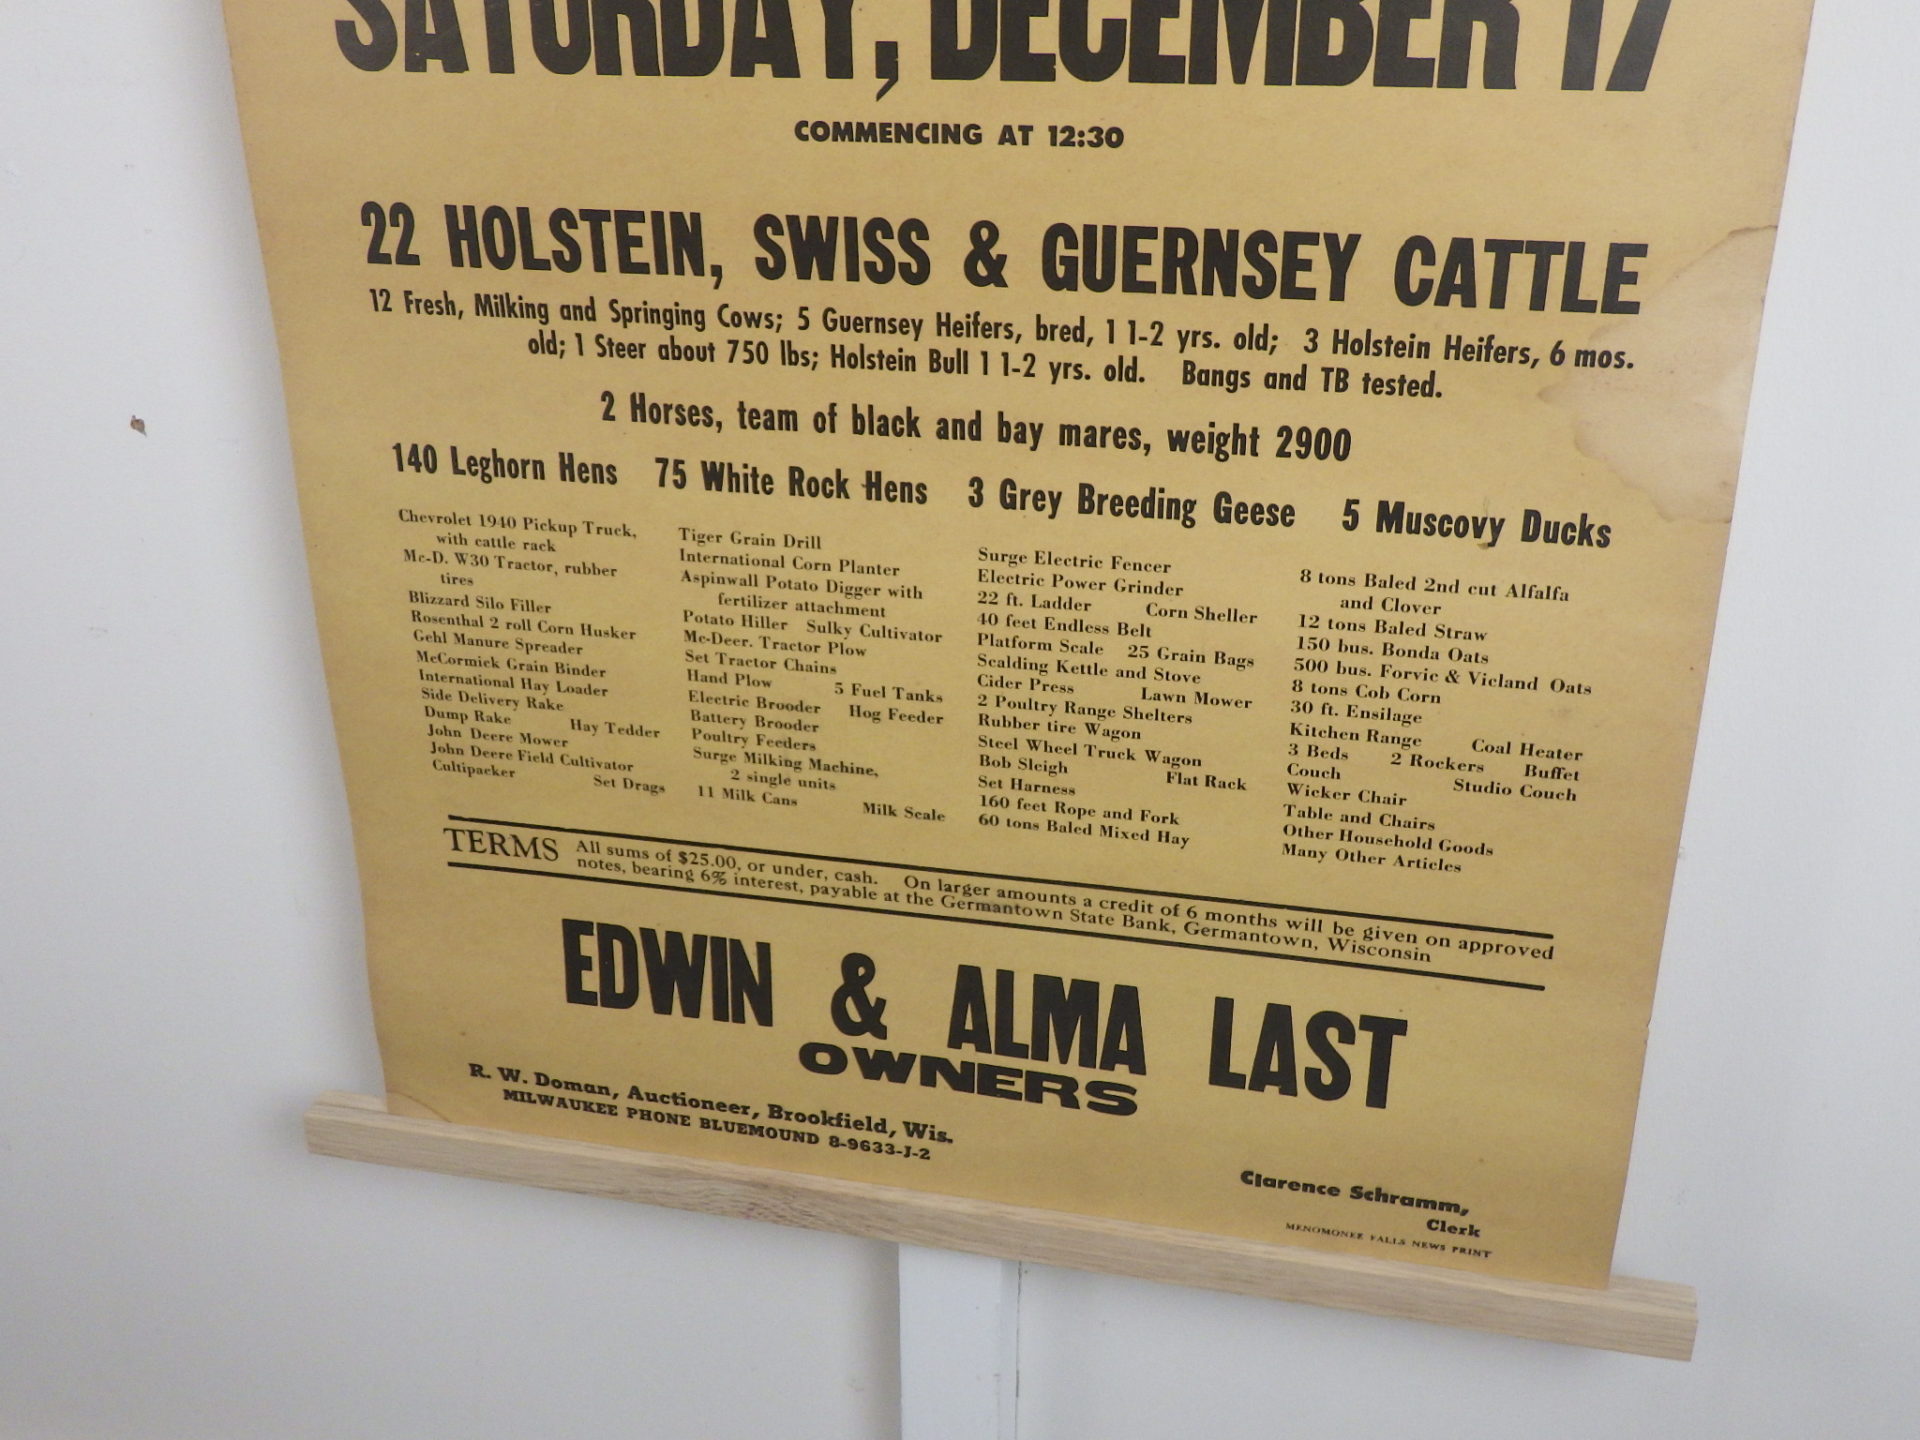 SATURDAY, DECEMBER 17
COMMENCING AT 12:30
22 HOLSTEIN, SWISS & GUERNSEY CATTLE
12 Fresh, Milking and Springing Cows; 5 Guernsey Heifers, bred, 1 1-2 yrs. old; 3 Holstein Heifers, 6 mos.
old; 1 Steer about 750 lbs; Holstein Bull 1 1-2 yrs. old. Bangs and TB tested.
2 Horses, team of black and bay mares, weight 2900
140 Leghorn Hens 75 White Rock Hens 3 Grey Breeding Geese 5 Muscovy Ducks
Chevrolet 1940 Pickup Truck,
with cattle rack
Mc-D. W30 Tractor, rubber
tires
Blizzard Silo Filler
Rosenthal 2 roll Corn Husker
Gehl Manure Spreader
McCormick Grain Binder
International Hay Loader
Side Delivery Rake
Dump Rake Hay Tedder
John Deere Mower
John Deere Field Cultivator
Cultipacker Set Drags
Tiger Grain Drill
International Corn Planter
Aspinwall Potato Digger with
fertilizer attachment
Potato Hiller Sulky Cultivator
Mc-Deer. Tractor Plow
Set Tractor Chains
Hand Plow 5 Fuel Tanks
Electric Brooder Hog Feeder
Battery Brooder
Poultry Feeders
Surge Milking Machine,
2 single units
11 Milk Cans Milk Scale
Surge Electric Fencer
Electric Power Grinder
22 ft. Ladder Corn Sheller
40 feet Endless Belt
Platform Scale 25 Grain Bags
Scalding Kettle and Stove
Cider Press Lawn Mower
2 Poultry Range Shelters
Rubber tire Wagon
Steel Wheel Truck Wagon
Bob Sleigh Flat Rack
Set Harness
160 feet Rope and Fork
60 tons Baled Mixed Hay
8 tons Baled 2nd cut Alfalfa
and Clover
12 tons Baled Straw
150 bus. Bonda Oats
500 bus. Forvic & Vicland Oats
8 tons Cob Corn
30 ft. Ensilage
Kitchen Range Coal Heater
3 Beds 2 Rockers Buffet
Couch Studio Couch
Wicker Chair
Table and Chairs
Other Household Goods
Many Other Articles
TERMS All sums of $25.00, or under, cash. On larger amounts a credit of 6 months will be given on approved
notes, bearing 6% interest, payable at the Germantown State Bank, Germantown, Wisconsin
EDWIN & ALMA LAST
OWNERS
R. W. Doman, Auctioneer, Brookfield, Wis.
MILWAUKEE PHONE BLUEMOUND 8-9633-J-2
Clarence Schramm,
Clerk
MENOMONEE FALLS NEWS PRINT